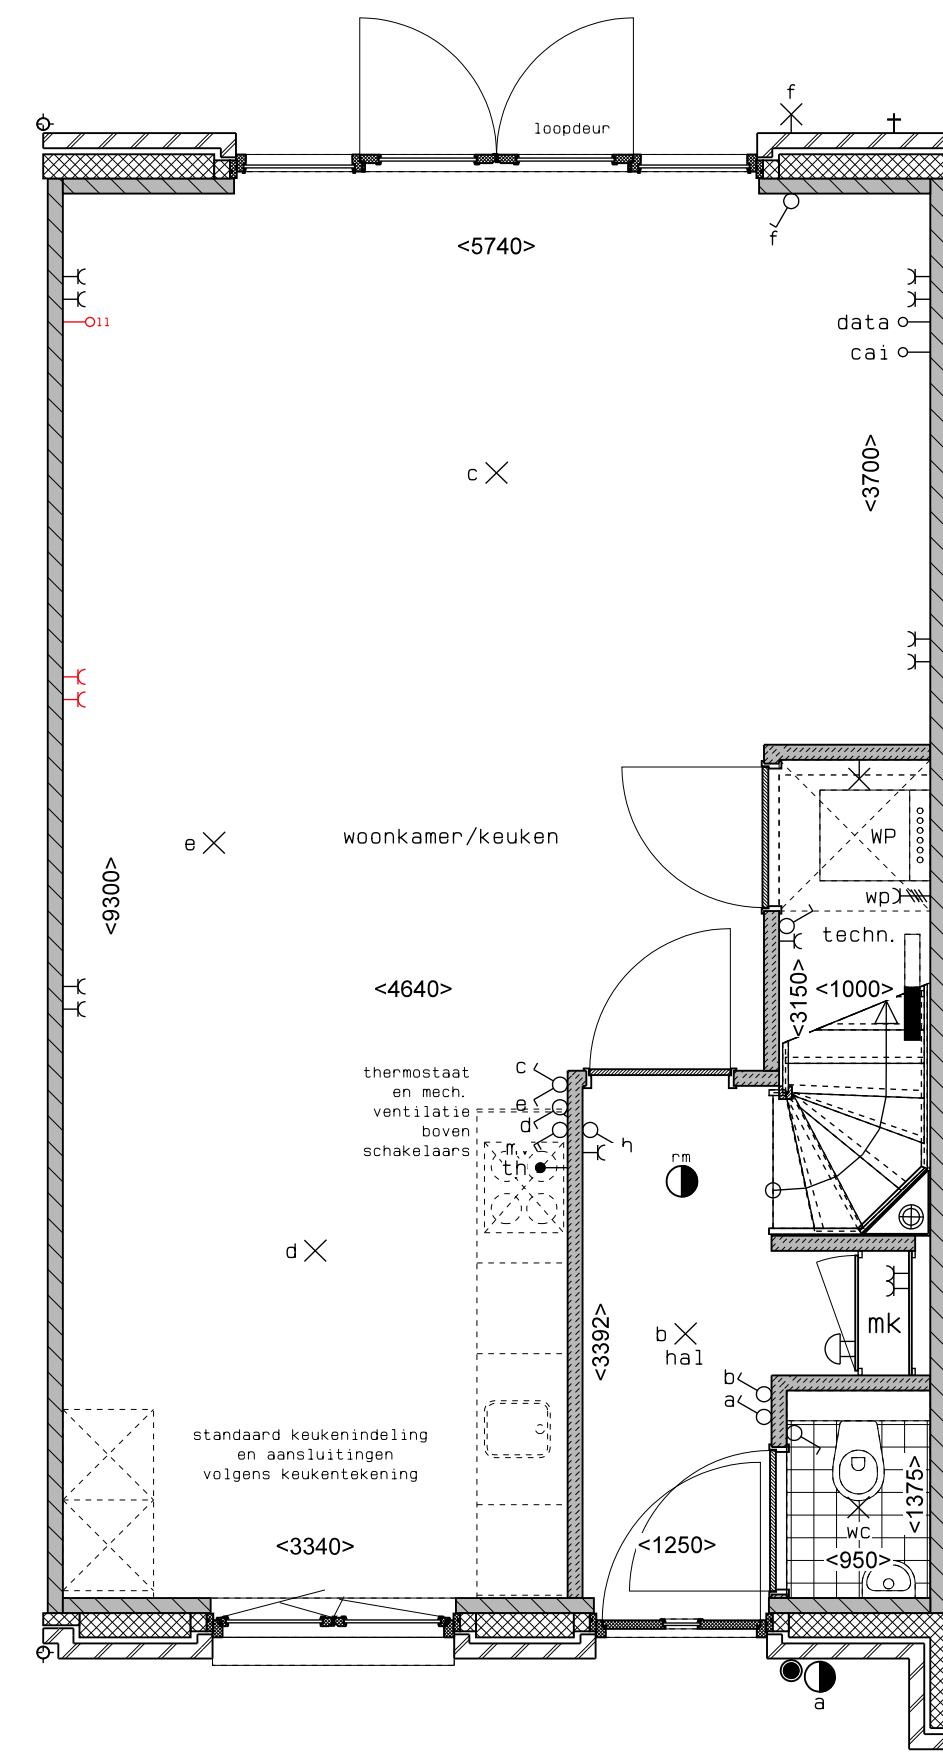 f
loopdeur
<5740>
f
11
data
cai
c
<3700>
e
woonkamer/keuken
WP
wp
<9300>
techn.
<4640>
<3150>
<1000>
thermostaat
en mech.
ventilatie
boven
schakelaars
c
e
d
m
th
h
rm
d
<3392>
b
hal
mk
b
a
standaard keukenindeling
en aansluitingen
volgens keukentekening
<1375>
wc
<3340>
<1250>
<950>
a